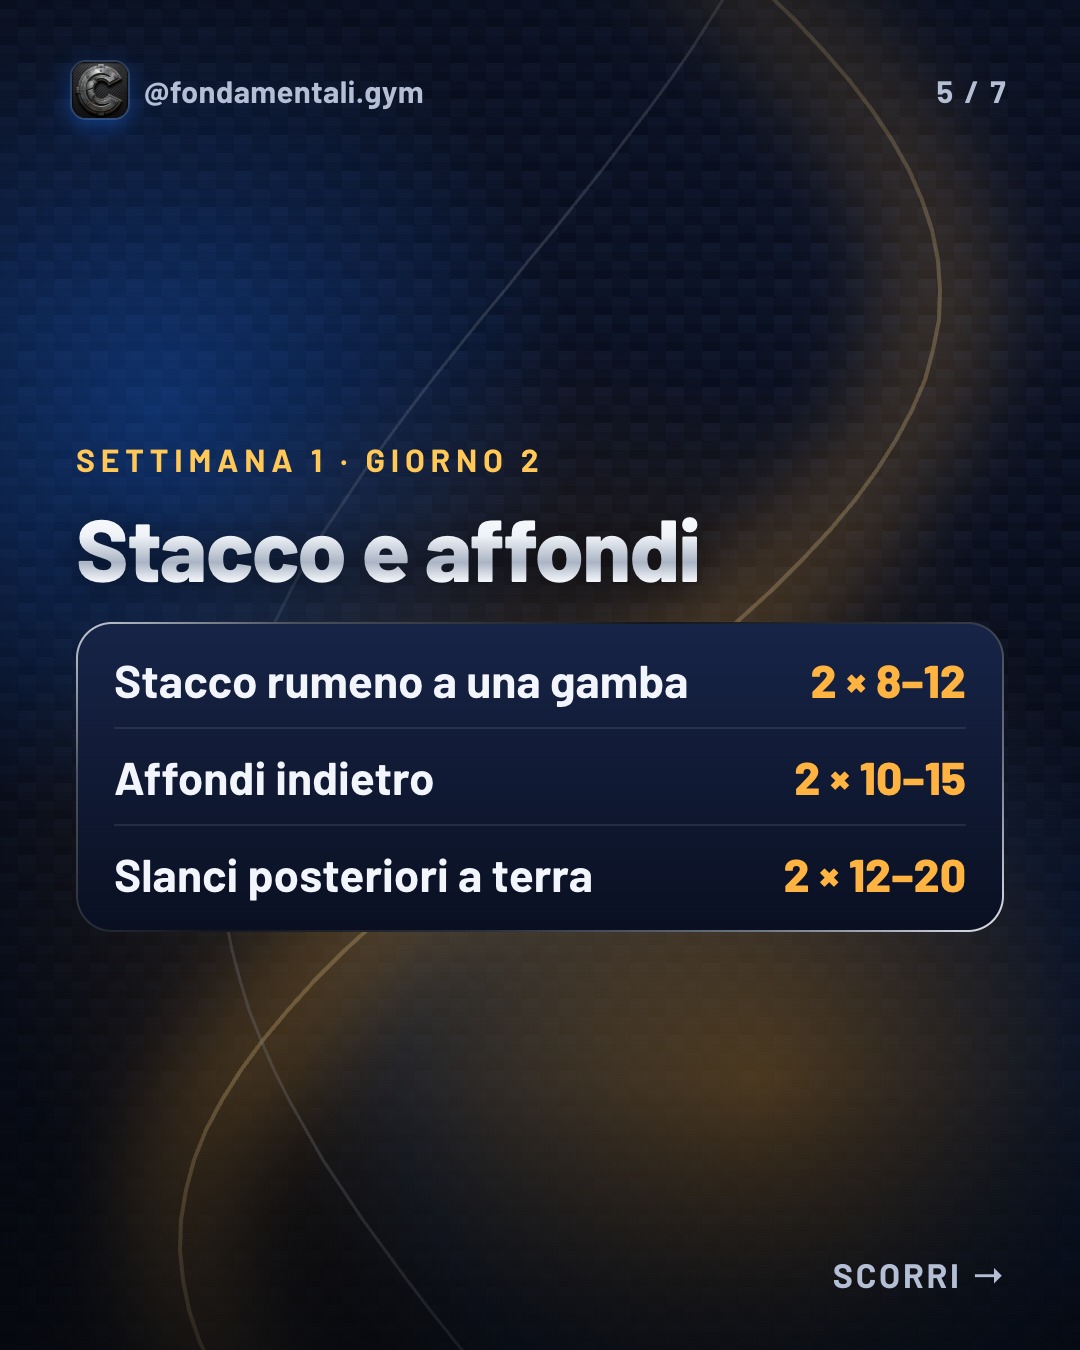 @fondamentali.gym
5 / 7
SETTIMANA 1 · GIORNO 2
Stacco e affondi
Stacco rumeno a una gamba 2 × 8–12
Affondi indietro 2 × 10–15
Slanci posteriori a terra 2 × 12–20
SCORRI →